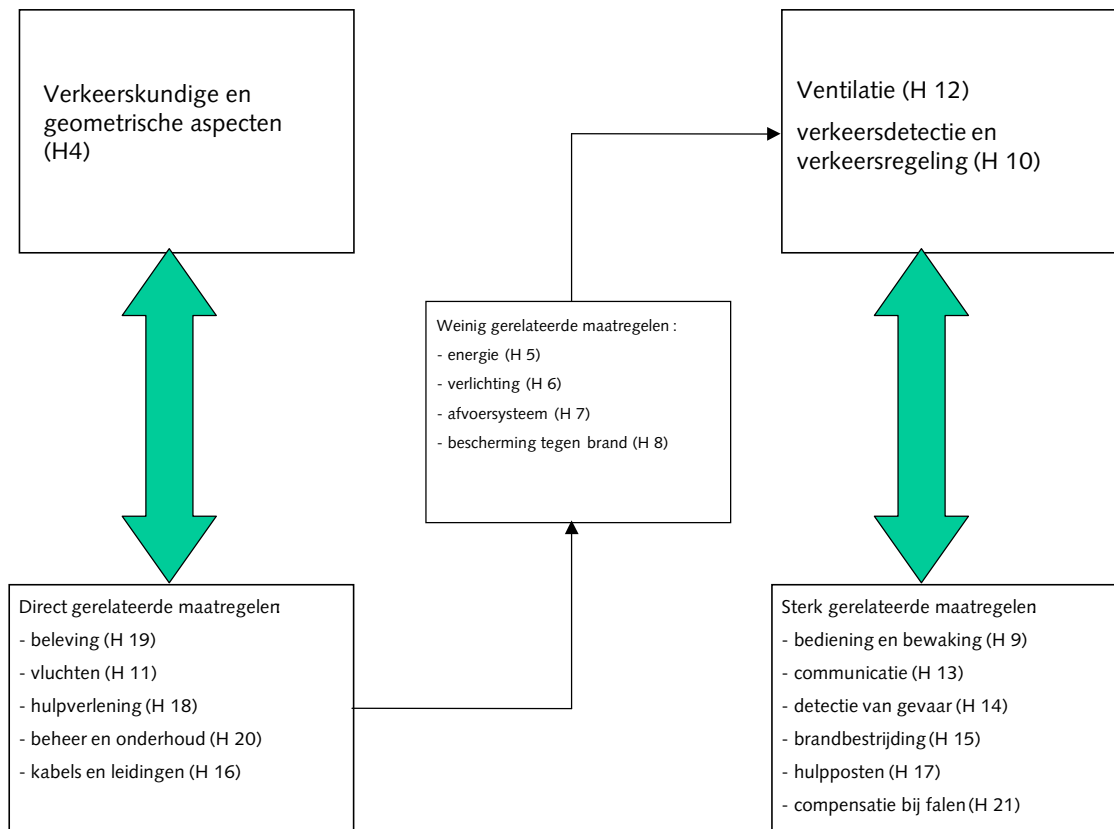 Verkeerskundige en
geometrische aspecten
(H4)
Ventilatie (H 12)
verkeersdetectie en
verkeersregeling (H 10)
Weinig gerelateerde maatregelen :
- energie (H 5)
- verlichting (H 6)
- afvoersysteem (H 7)
- bescherming tegen brand (H 8)
Direct gerelateerde maatregelen
- beleving (H 19)
- vluchten (H 11)
- hulpverlening (H 18)
- beheer en onderhoud (H 20)
- kabels en leidingen (H 16)
Sterk gerelateerde maatregelen
- bediening en bewaking (H 9)
- communicatie (H 13)
- detectie van gevaar (H 14)
- brandbestrijding (H 15)
- hulpposten (H 17)
- compensatie bij falen (H 21)